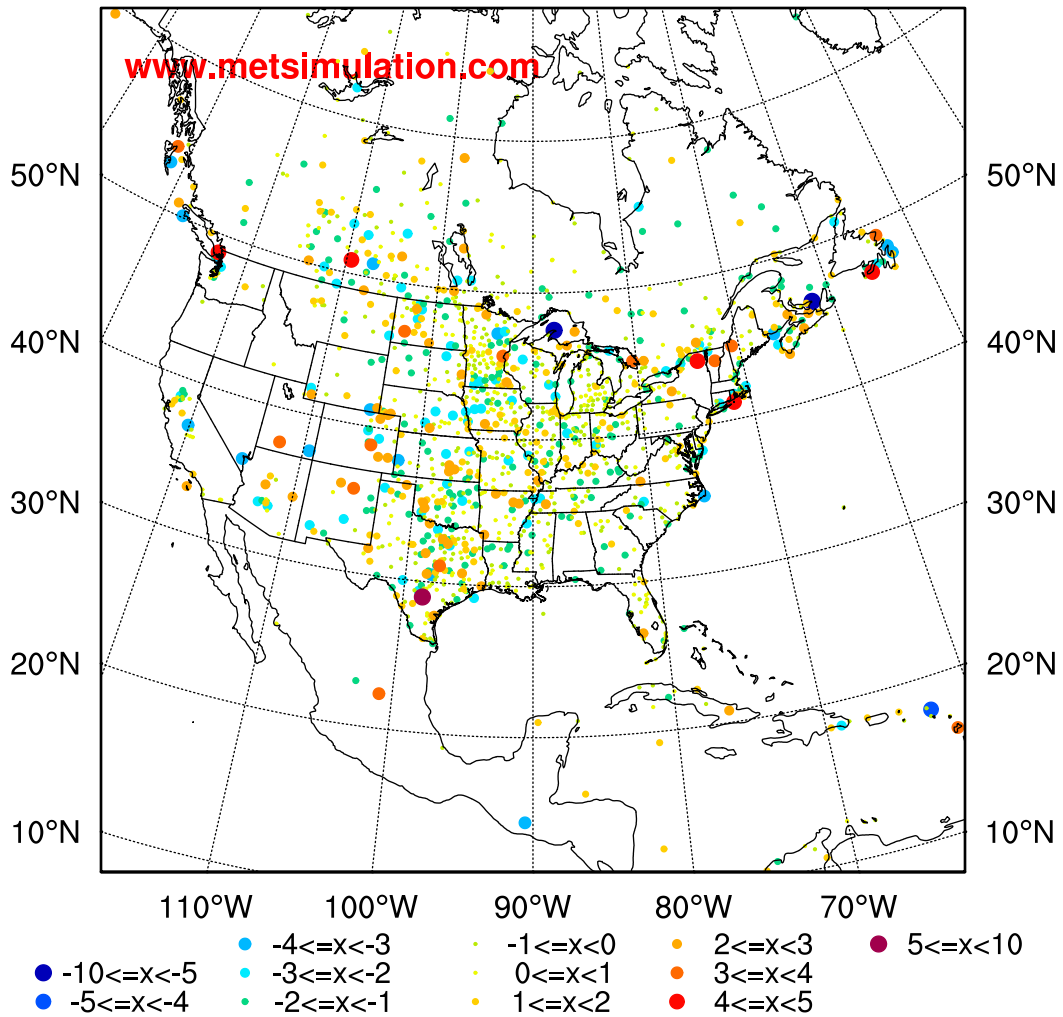 www.metsimulation.com
50°N 50°N
40°N 40°N
30°N 30°N
20°N 20°N
10°N 10°N
110°W 100°W 90°W 80°W 70°W
-4<=x<-3 -1<=x<0 2<=x<3 5<=x<10
-10<=x<-5 -3<=x<-2 0<=x<1 3<=x<4
-5<=x<-4 -2<=x<-1 1<=x<2 4<=x<5